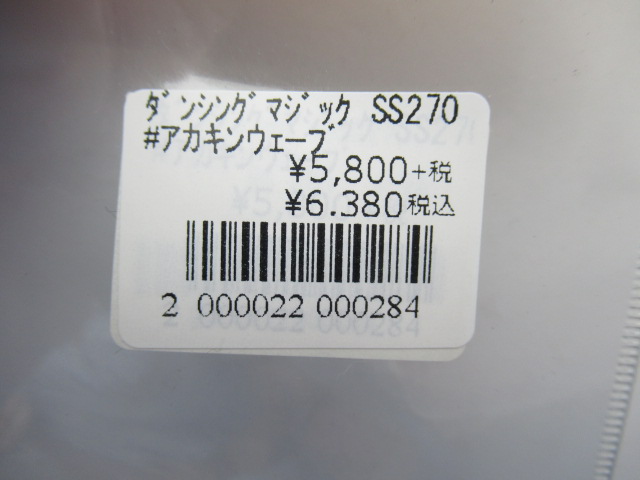 ﾀﾞﾝｼﾝｸﾞﾏｼﾞｯｸ SS270
#アカキンウェーブ
¥5,800+税
¥6.380税込
2 000022 000284